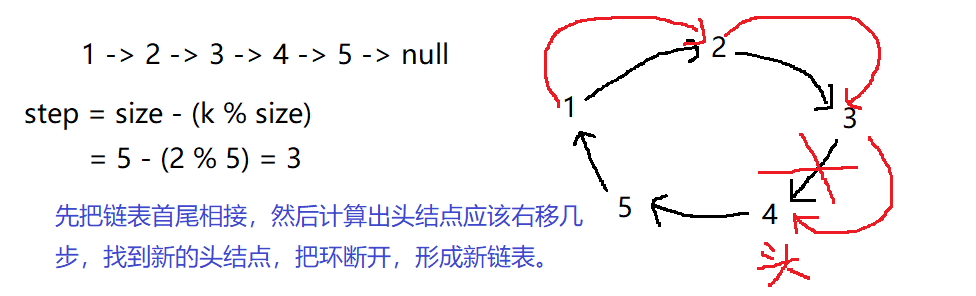 1 -> 2 -> 3 -> 4 -> 5 -> null
step = size - (k % size)
= 5 - (2 % 5) = 3
先把链表首尾相接，然后计算出头结点应该右移几
步，找到新的头结点，把环断开，形成新链表。
2
1
3
5
4
头